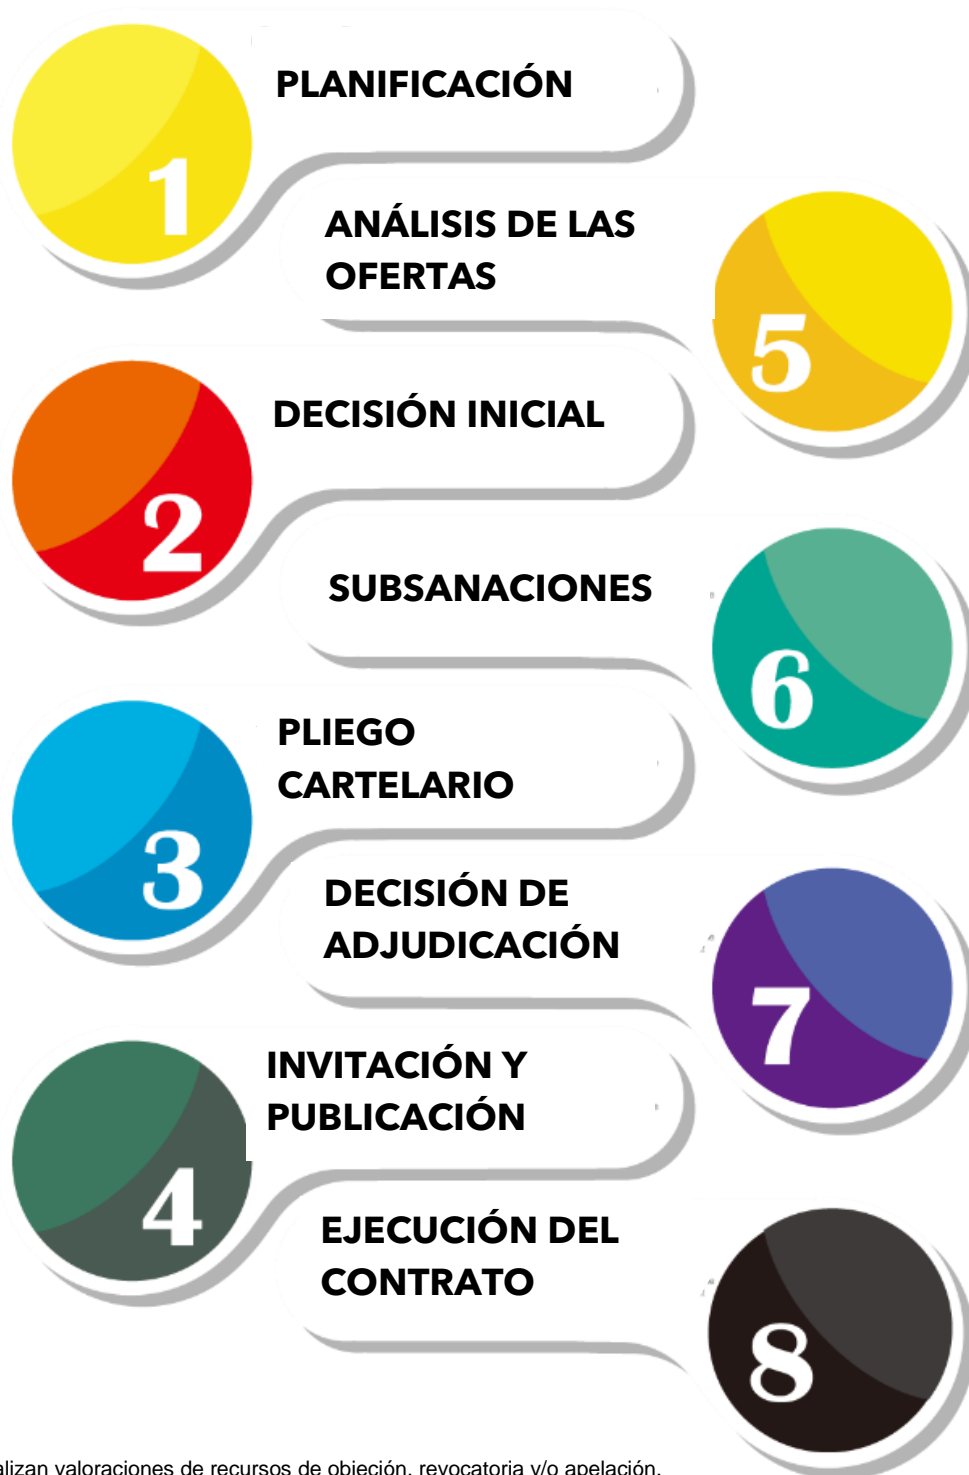 1
PLANIFICACIÓN
ANÁLISIS DE LAS
OFERTAS
5
2
DECISIÓN INICIAL
SUBSANACIONES
6
3
PLIEGO
CARTELARIO
DECISIÓN DE
ADJUDICACIÓN
7
4
INVITACIÓN Y
PUBLICACIÓN
EJECUCIÓN DEL
CONTRATO
8
alizan valoraciones de recursos de objeción, revocatoria y/o apelación.